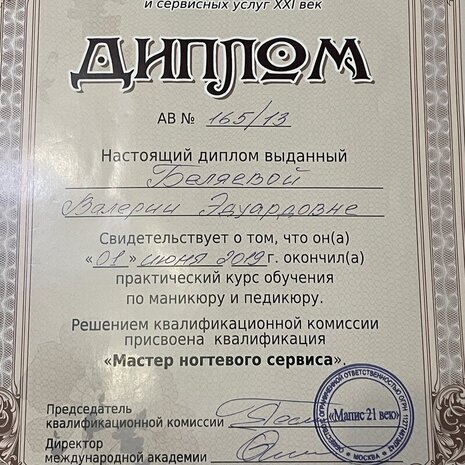 и сервисных услуг XXI век
ДИПЛОМ
АВ № 165/13
Настоящий диплом выданный
Беляевой
Валерии Эдуардовне
Свидетельствует о том, что он(а)
«01» июня 2019 г. окончил(а)
практический курс обучения
по маникюру и педикюру.
Решением квалификационной комиссии
присвоена квалификация
«Мастер ногтевого сервиса».
Председатель
квалификационной комиссии
Директор
международной академии
«Мапис 21 век»
МОСКВА